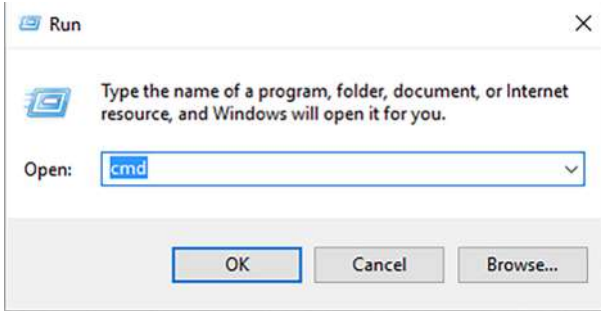 Run
Type the name of a program, folder, document, or Internet
resource, and Windows will open it for you.
Open: cmd
OK Cancel Browse...